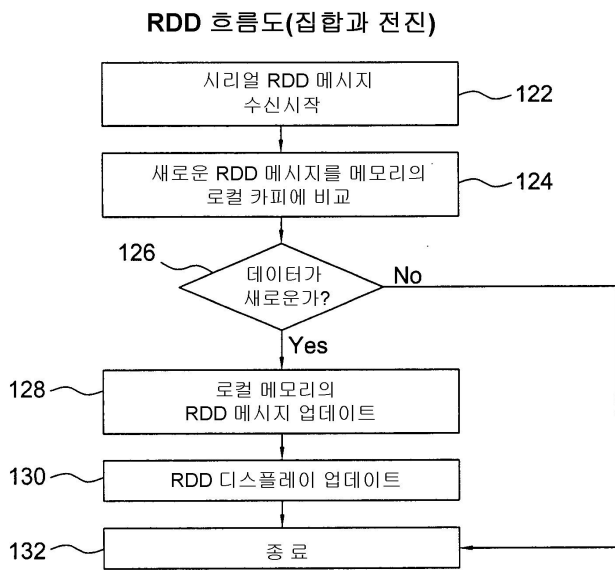 RDD 흐름도(집합과 전진)
시리얼 RDD 메시지
수신시작
122
새로운 RDD 메시지를 메모리의
로컬 카피에 비교
124
126
데이터가
새로운가?
No
Yes
128
로컬 메모리의
RDD 메시지 업데이트
130
RDD 디스플레이 업데이트
132
종 료